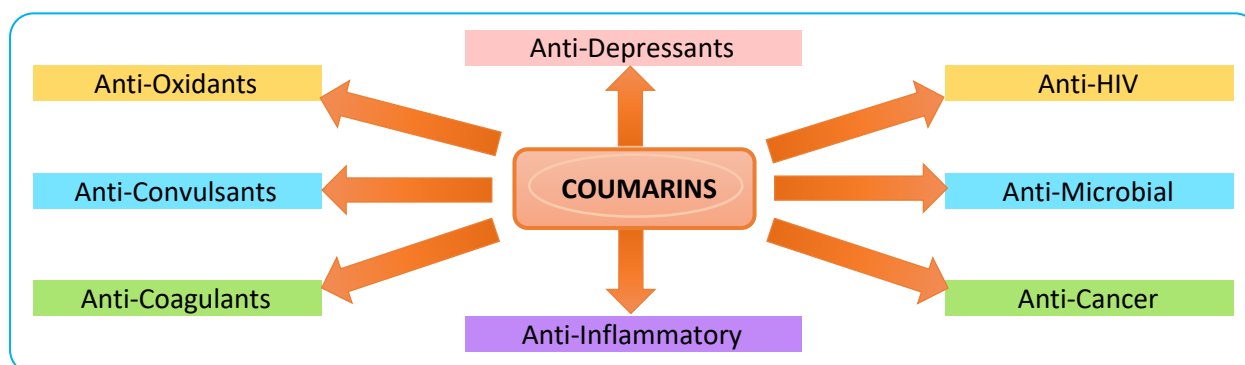 Anti-Depressants
Anti-Oxidants
Anti-HIV
Anti-Convulsants
COUMARINS
Anti-Microbial
Anti-Coagulants
Anti-Cancer
Anti-Inflammatory